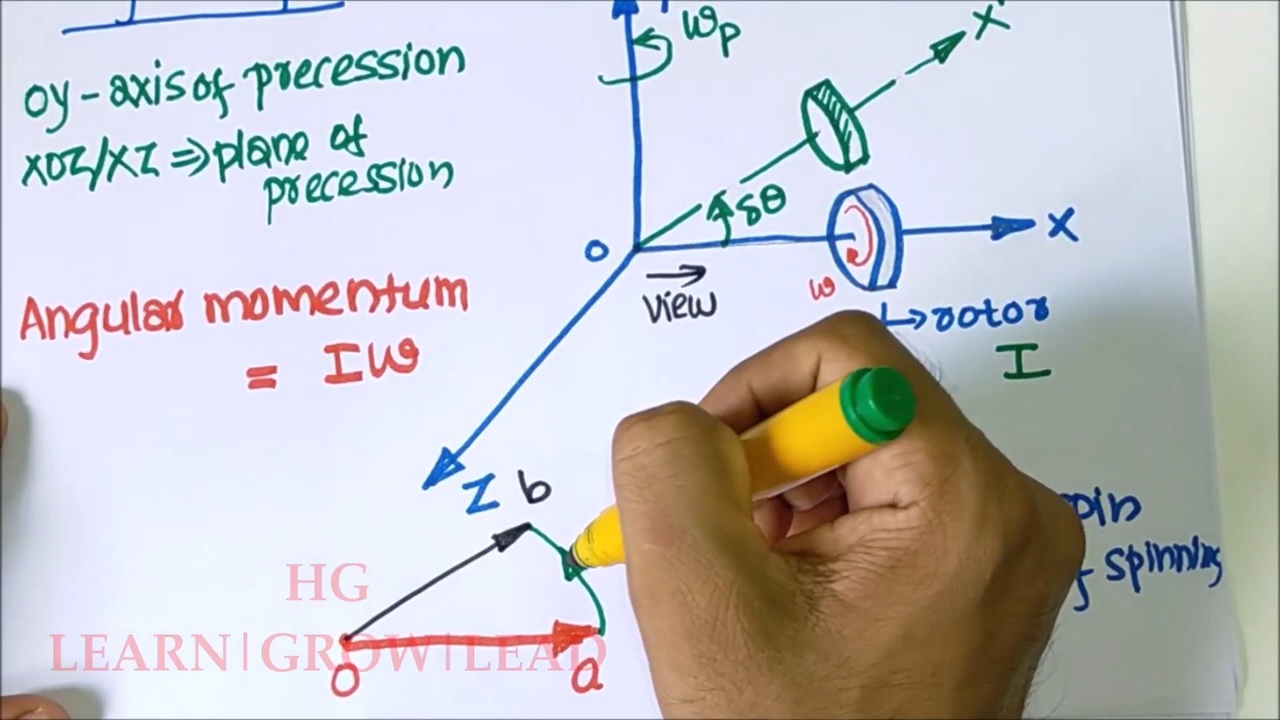 oy-axis of precession
XOZ/XZ ⇒ plane of
precession
Angular momentum
= Iω
ωp
X'
δθ
X
o
view
ω
↳rotor
I
Z
b
spinning
HG
LEARN|GROW|LEAD
o
a